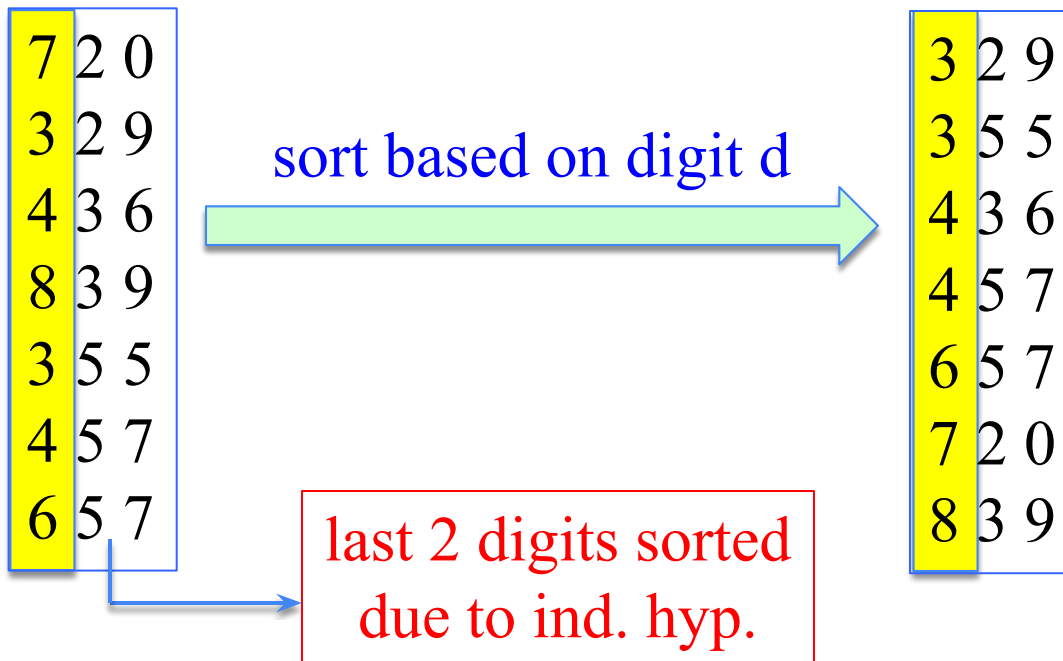 7 2 0
3 2 9
4 3 6
8 3 9
3 5 5
4 5 7
6 5 7
sort based on digit d
last 2 digits sorted
due to ind. hyp.
3 2 9
3 5 5
4 3 6
4 5 7
6 5 7
7 2 0
8 3 9